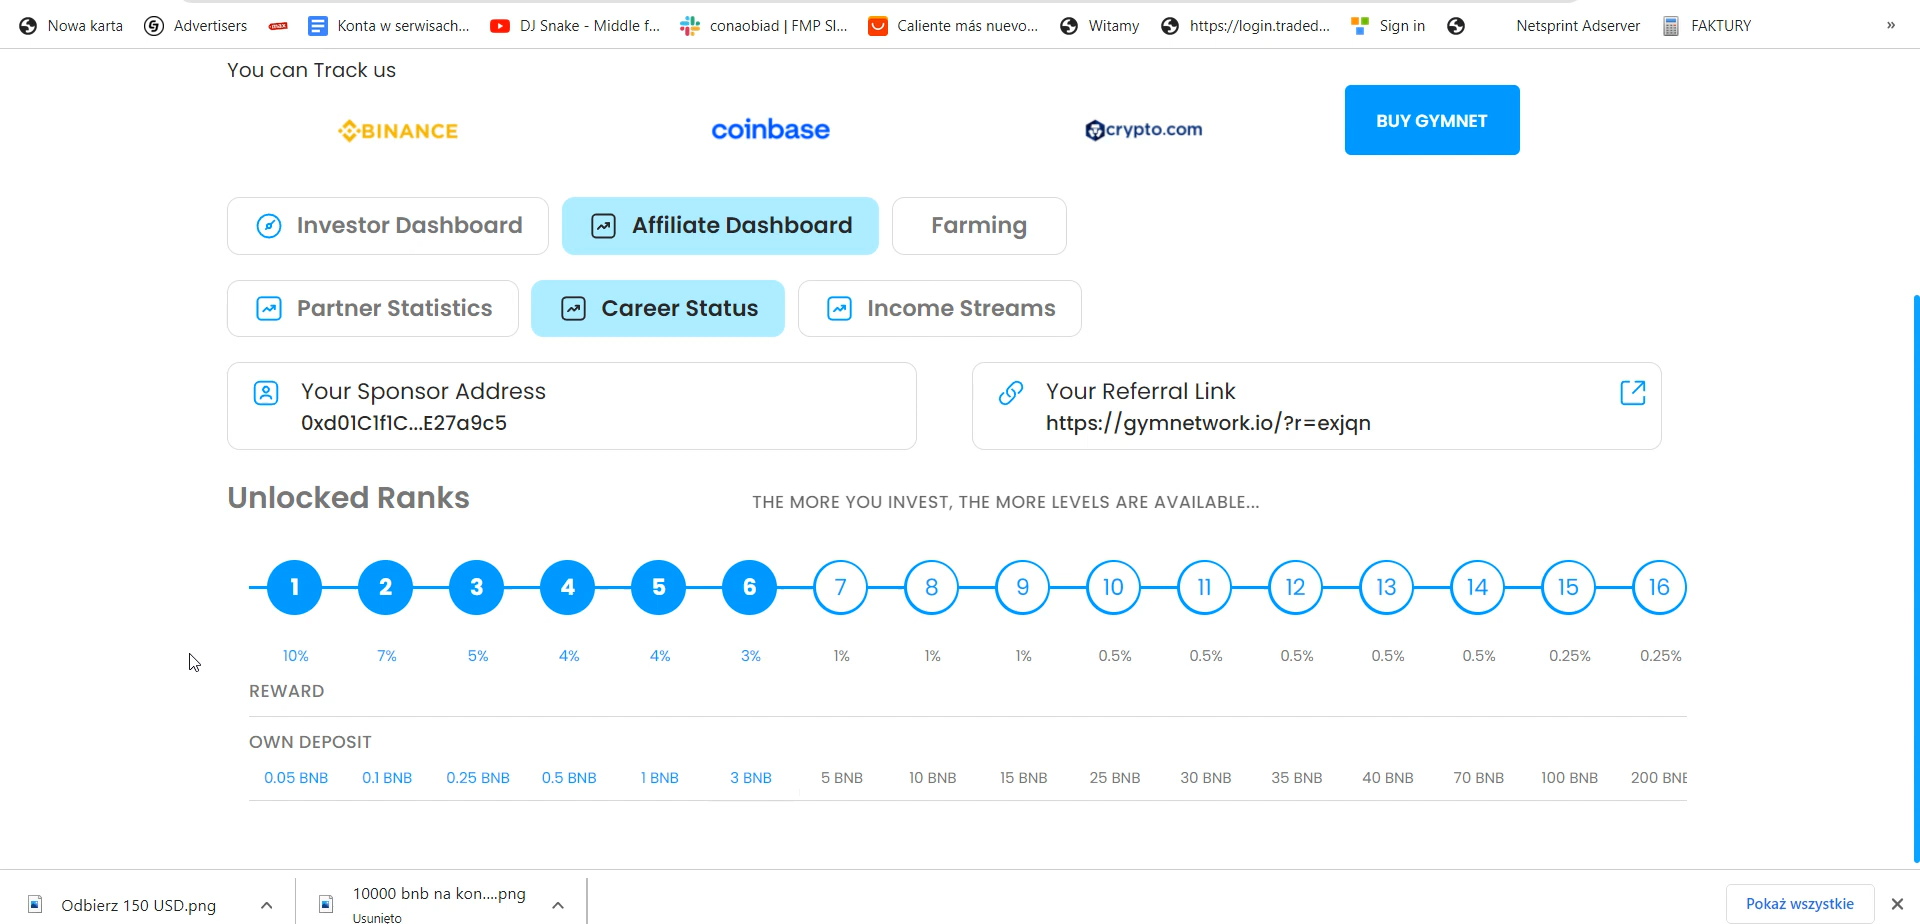 Nowa karta Advertisers max Konta w serwisach... DJ Snake - Middle f... conaobiad | FMP Sl... Caliente más nuevo... Witamy https://login.traded... Sign in Netsprint Adserver FAKTURY »
You can Track us
BINANCE coinbase crypto.com BUY GYMNET
Investor Dashboard Affiliate Dashboard Farming
Partner Statistics Career Status Income Streams
Your Sponsor Address
0xd01C1f1C...E27a9c5
Your Referral Link
https://gymnetwork.io/?r=exjqn
Unlocked Ranks THE MORE YOU INVEST, THE MORE LEVELS ARE AVAILABLE...
1 2 3 4 5 6 7 8 9 10 11 12 13 14 15 16
10% 7% 5% 4% 4% 3% 1% 1% 1% 0.5% 0.5% 0.5% 0.5% 0.5% 0.25% 0.25%
REWARD
OWN DEPOSIT
0.05 BNB 0.1 BNB 0.25 BNB 0.5 BNB 1 BNB 3 BNB 5 BNB 10 BNB 15 BNB 25 BNB 30 BNB 35 BNB 40 BNB 70 BNB 100 BNB 200 BNB
Odbierz 150 USD.png
10000 bnb na kon....png
Usunięto
Pokaż wszystkie